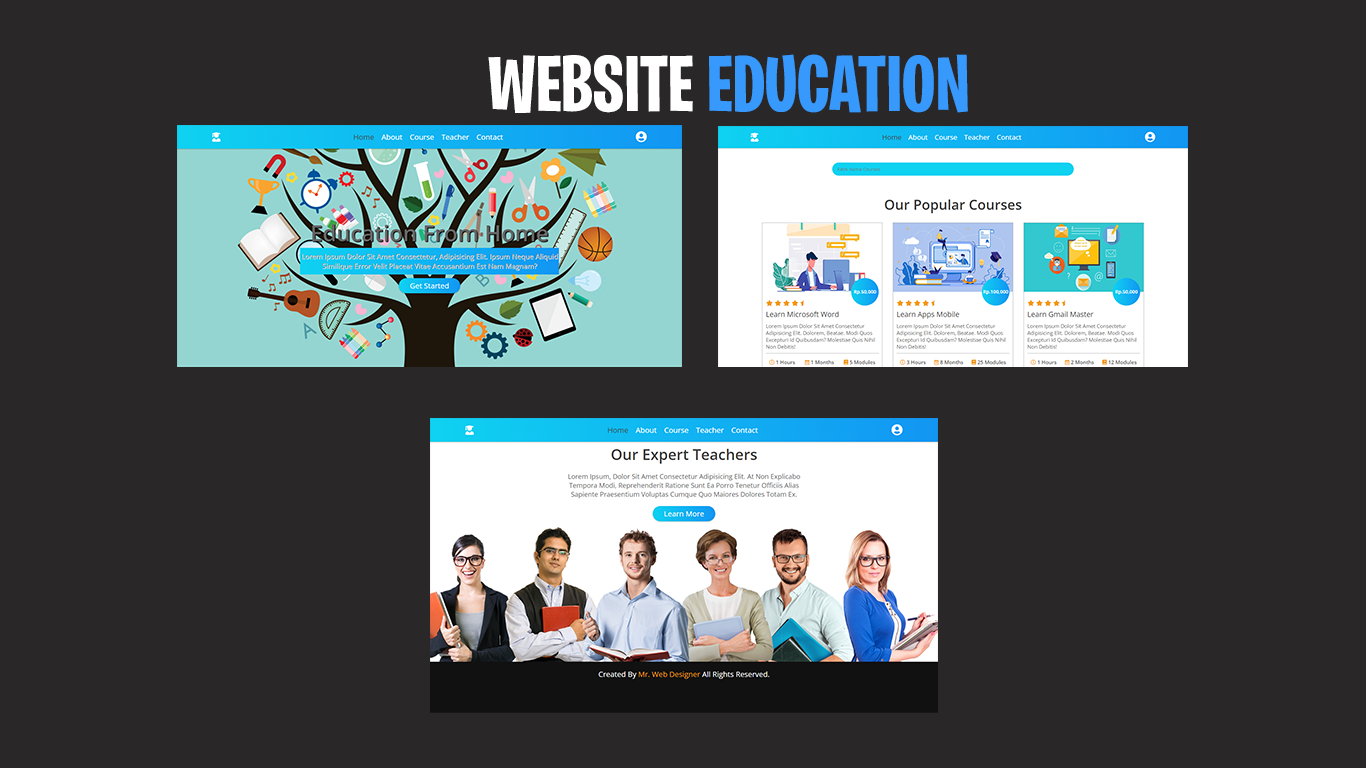 WEBSITE EDUCATION
Home About Course Teacher Contact
Education From Home
Lorem Ipsum Dolor Sit Amet Consectetur, Adipisicing Elit. Ipsum Neque Aliquid
Similique Error Velit Placeat Vitae Accusantium Est Nam Magnam?
Get Started
A
Home About Course Teacher Contact
Our Popular Courses
Rp.50.000
Learn Microsoft Word
Lorem Ipsum Dolor Sit Amet Consectetur
Adipisicing Elit. Dolorem, Beatae. Modi Quos
Excepturi Id Quibusdam? Molestiae Quis Nihil
Non Debitis!
1 Hours 1 Months 5 Modules
Rp.100.000
Learn Apps Mobile
Lorem Ipsum Dolor Sit Amet Consectetur
Adipisicing Elit. Dolorem, Beatae. Modi Quos
Excepturi Id Quibusdam? Molestiae Quis Nihil
Non Debitis!
3 Hours 8 Months 25 Modules
Rp.50.000
Learn Gmail Master
Lorem Ipsum Dolor Sit Amet Consectetur
Adipisicing Elit. Dolorem, Beatae. Modi Quos
Excepturi Id Quibusdam? Molestiae Quis Nihil
Non Debitis!
1 Hours 2 Months 12 Modules
Home About Course Teacher Contact
Our Expert Teachers
Lorem Ipsum, Dolor Sit Amet Consectetur Adipisicing Elit. At Non Explicabo
Tempora Modi, Reprehenderit Ratione Sunt Ea Porro Tenetur Officiis Alias
Sapiente Praesentium Voluptas Cumque Quo Maiores Dolores Totam Ex.
Learn More
Created By Mr. Web Designer All Rights Reserved.